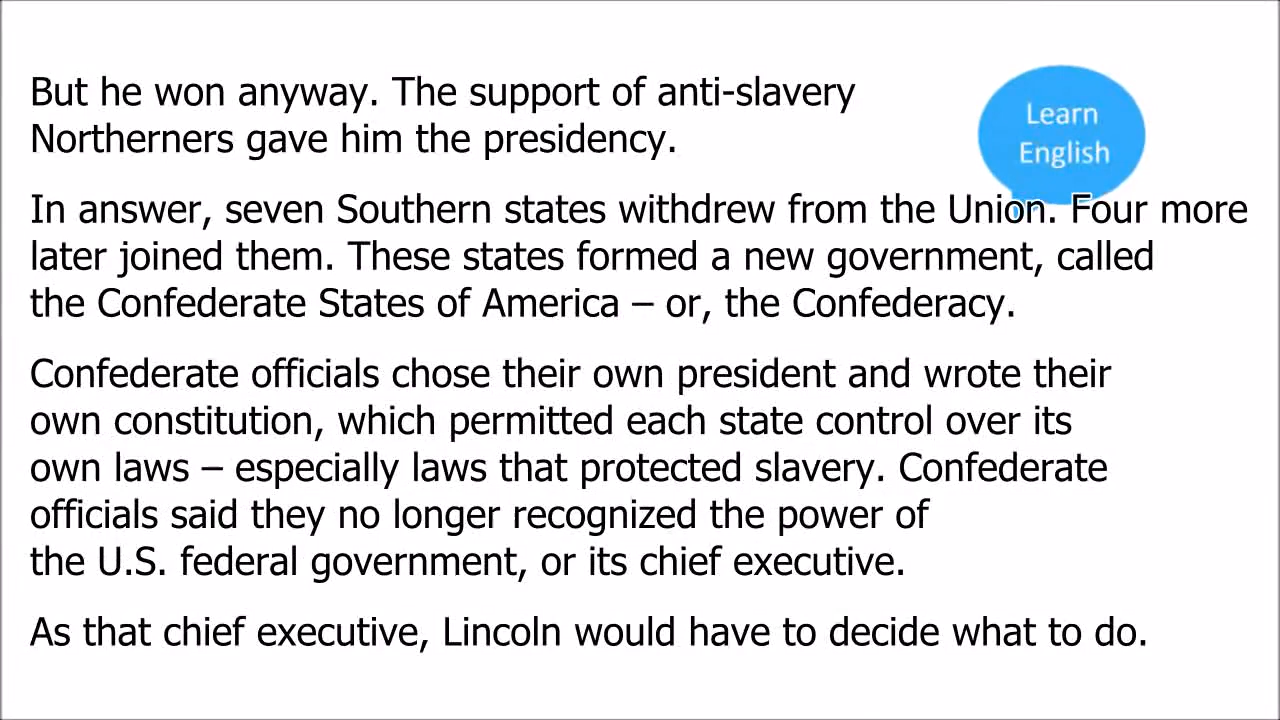 But he won anyway. The support of anti-slavery
Northerners gave him the presidency.
Learn
English
In answer, seven Southern states withdrew from the Union. Four more
later joined them. These states formed a new government, called
the Confederate States of America – or, the Confederacy.
Confederate officials chose their own president and wrote their
own constitution, which permitted each state control over its
own laws – especially laws that protected slavery. Confederate
officials said they no longer recognized the power of
the U.S. federal government, or its chief executive.
As that chief executive, Lincoln would have to decide what to do.